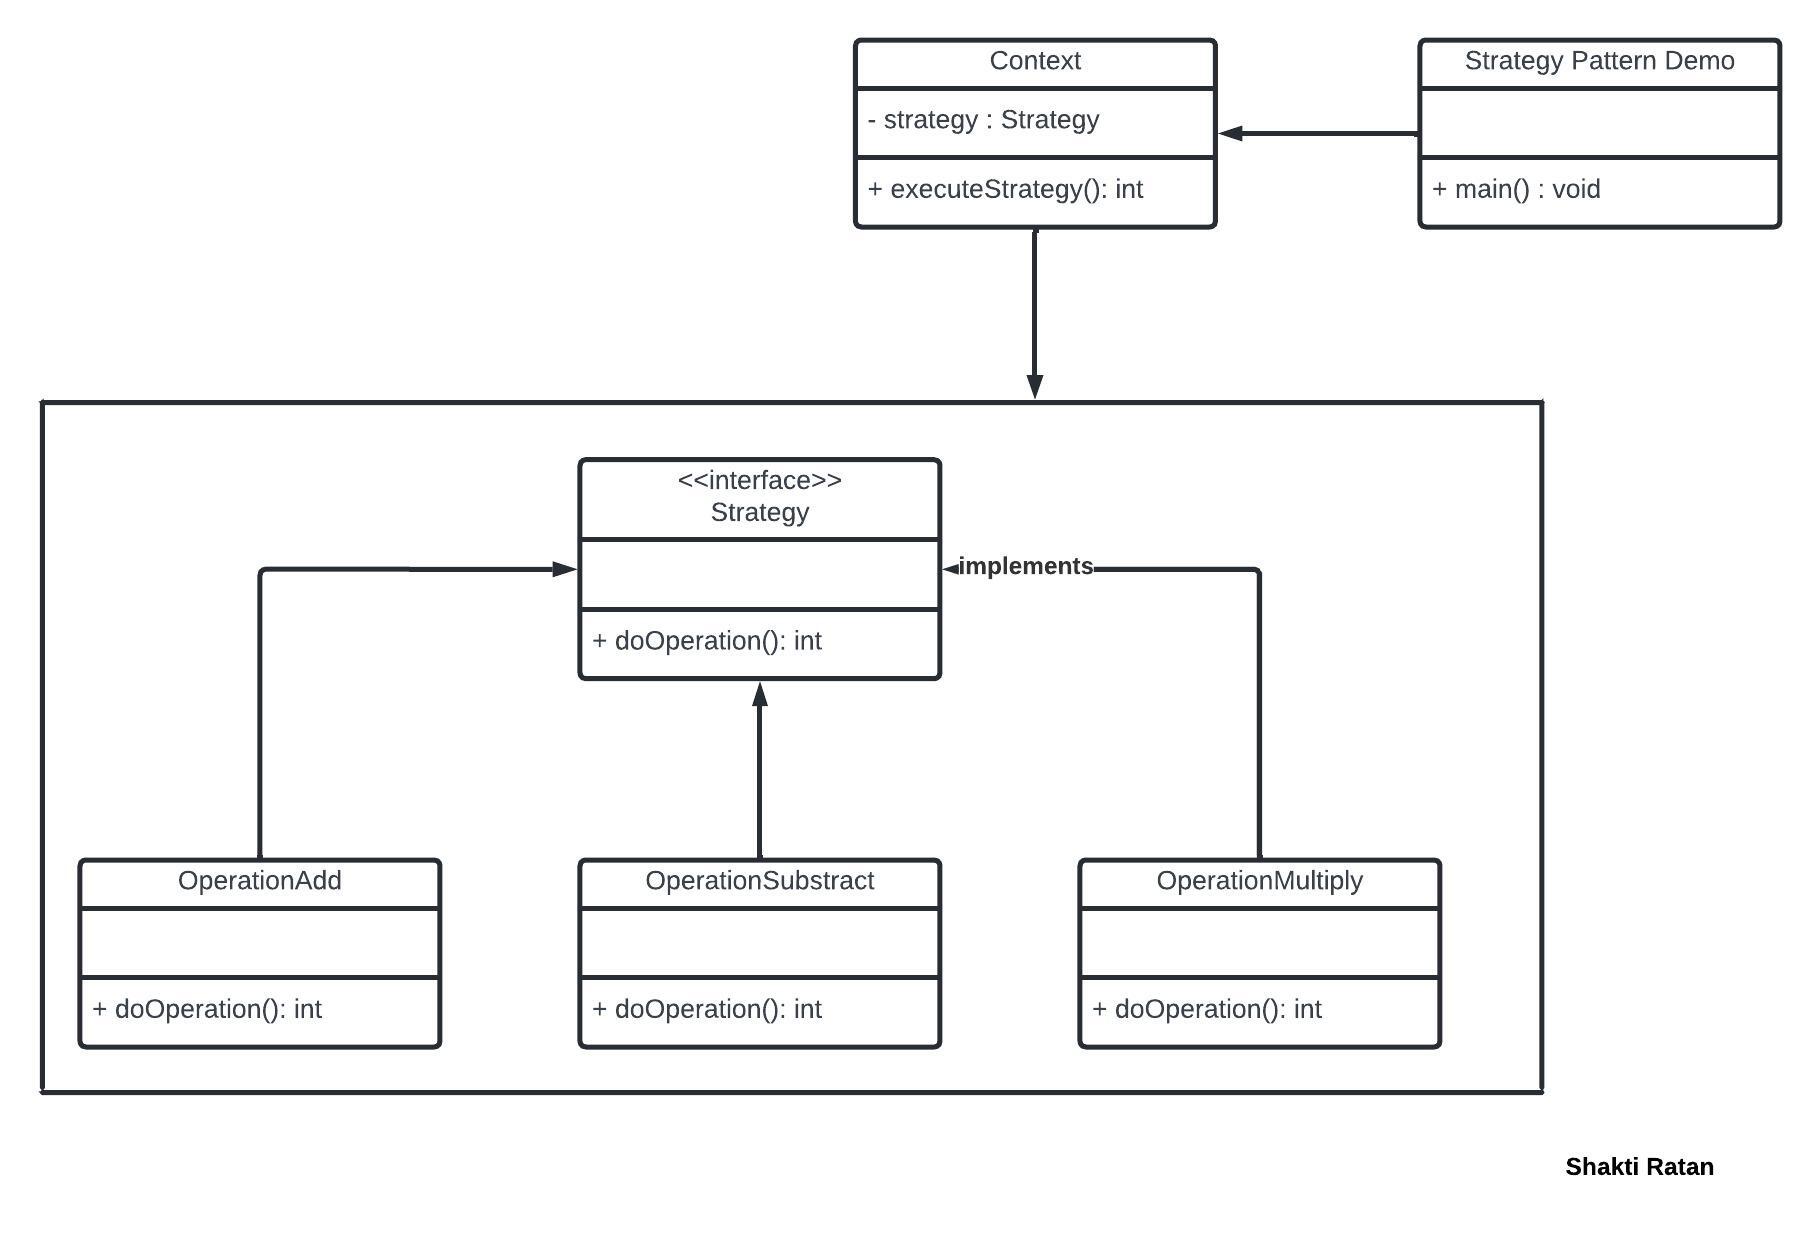 Context
- strategy : Strategy
+ executeStrategy(): int
Strategy Pattern Demo
+ main() : void
<<interface>>
Strategy
+ doOperation(): int
implements
OperationAdd
+ doOperation(): int
OperationSubstract
+ doOperation(): int
OperationMultiply
+ doOperation(): int
Shakti Ratan